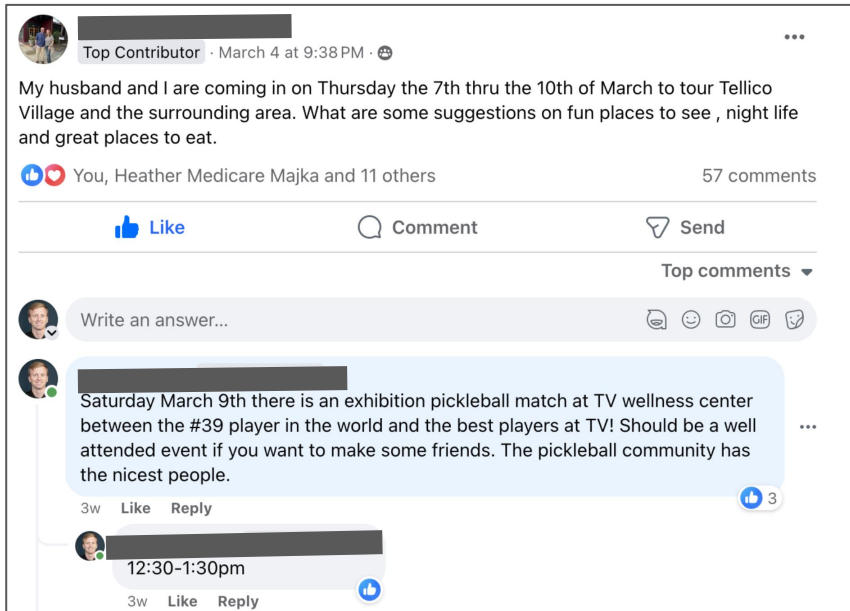 Top Contributor · March 4 at 9:38 PM ·
My husband and I are coming in on Thursday the 7th thru the 10th of March to tour Tellico
Village and the surrounding area. What are some suggestions on fun places to see , night life
and great places to eat.
You, Heather Medicare Majka and 11 others 57 comments
Like Comment Send
Top comments
Write an answer... GIF
Saturday March 9th there is an exhibition pickleball match at TV wellness center
between the #39 player in the world and the best players at TV! Should be a well
attended event if you want to make some friends. The pickleball community has
the nicest people.
3w Like Reply 3
12:30-1:30pm
3w Like Reply